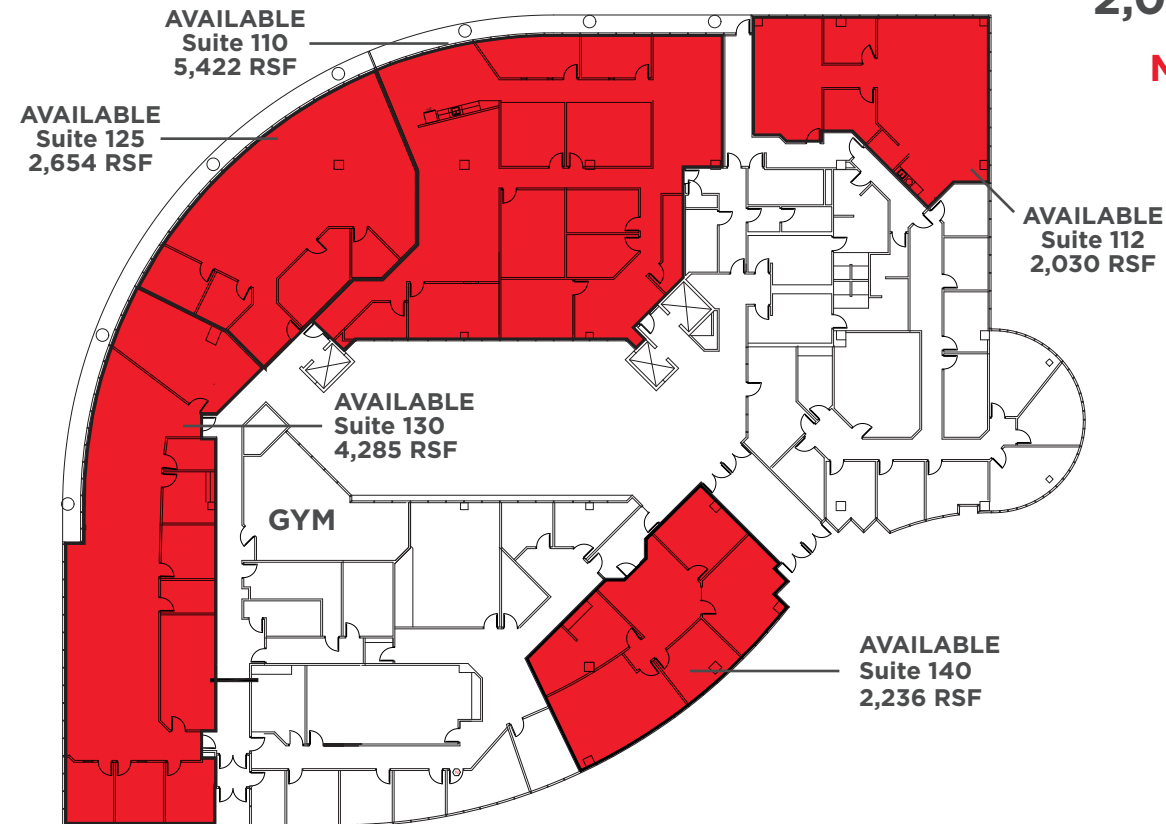 AVAILABLE
Suite 110
5,422 RSF
AVAILABLE
Suite 125
2,654 RSF
AVAILABLE
Suite 112
2,030 RSF
AVAILABLE
Suite 130
4,285 RSF
GYM
AVAILABLE
Suite 140
2,236 RSF